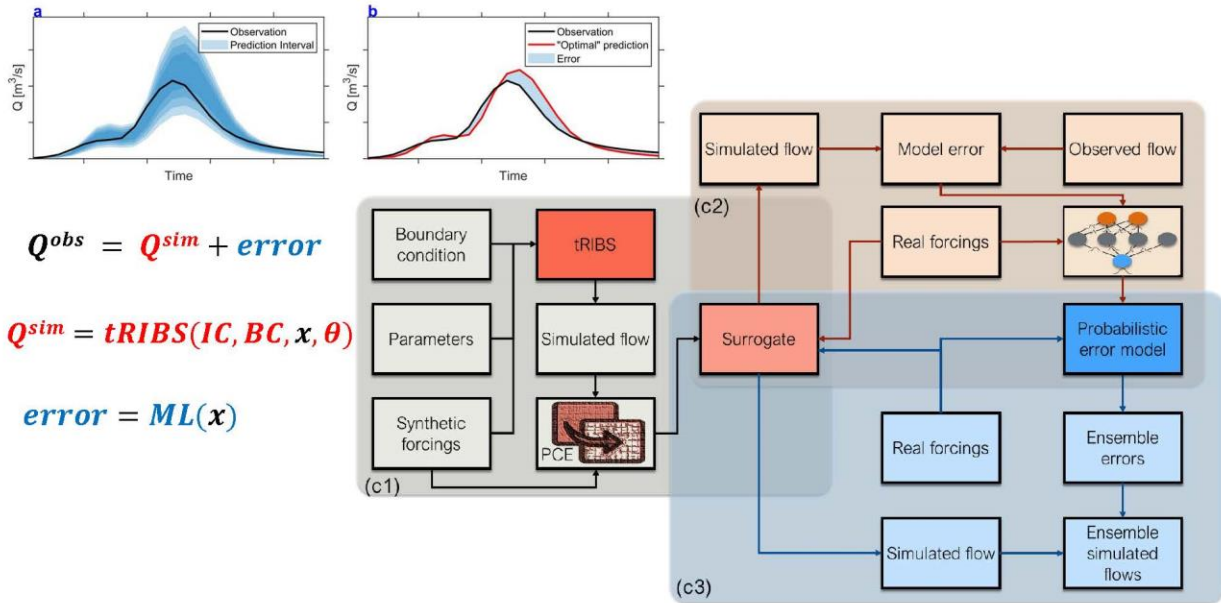 a
Observation
Prediction Interval
Q [m³/s]
Time
b
Observation
"Optimal" prediction
Error
Q [m³/s]
Time
Q^obs = Q^sim + error
Q^sim = tRIBS(IC, BC, x, θ)
error = ML(x)
Boundary
condition
tRIBS
Parameters
Simulated flow
Synthetic
forcings
PCE
(c1)
Simulated flow
Model error
Observed flow
(c2)
Real forcings
Surrogate
Probabilistic
error model
Real forcings
Ensemble
errors
Simulated flow
Ensemble
simulated
flows
(c3)